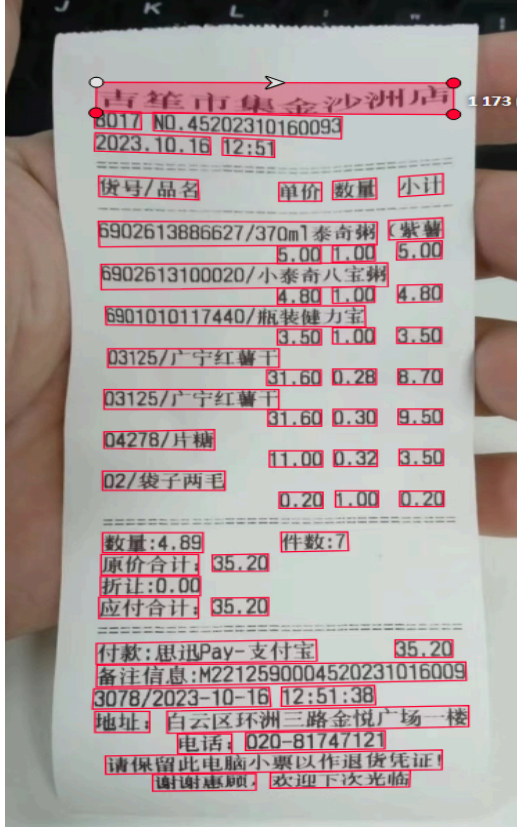 吉笙市集金沙洲店
1 173
8017 NO.45202310160093
2023.10.16 12:51
货号/品名 单价 数量 小计
6902613886627/370ml泰奇粥 (紫薯
5.00 1.00 5.00
6902613100020/小泰奇八宝粥
4.80 1.00 4.80
6901010117440/瓶装健力宝
3.50 1.00 3.50
03125/广宁红薯干
31.60 0.28 8.70
03125/广宁红薯干
31.60 0.30 9.50
04278/片糖
11.00 0.32 3.50
02/袋子两毛
0.20 1.00 0.20
数量:4.89 件数:7
原价合计: 35.20
折让:0.00
应付合计: 35.20
付款:思迅Pay-支付宝 35.20
备注信息:M2212590004520231016009
3078/2023-10-16 12:51:38
地址: 白云区环洲三路金悦广场一楼
电话: 020-81747121
请保留此电脑小票以作退货凭证!
谢谢惠顾, 欢迎下次光临